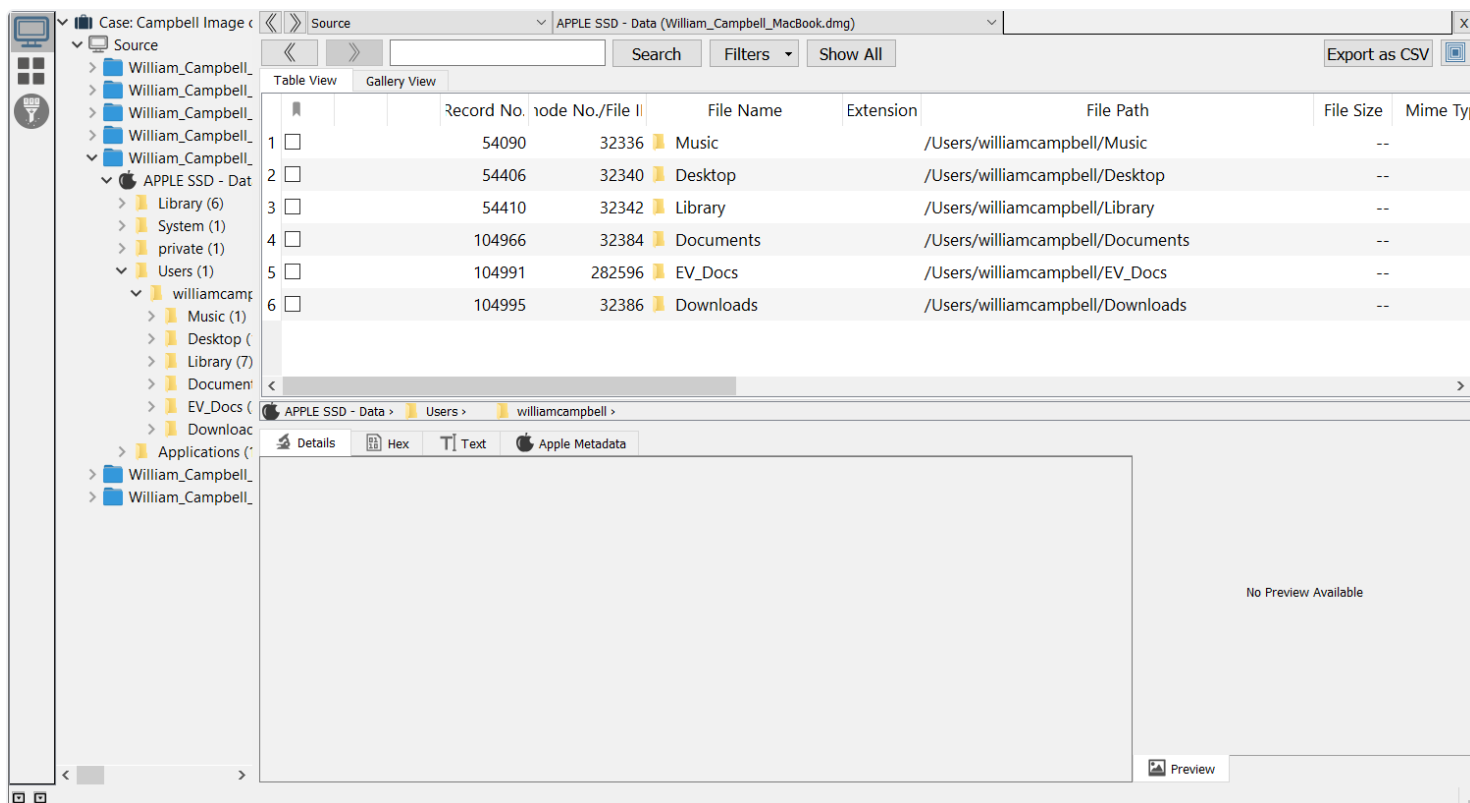 Case: Campbell Image
Source
William_Campbell_
William_Campbell_
William_Campbell_
William_Campbell_
William_Campbell_
APPLE SSD - Dat
Library (6)
System (1)
private (1)
Users (1)
williamcamp
Music (1)
Desktop (
Library (7)
Document
EV_Docs (
Downloac
Applications (
William_Campbell_
William_Campbell_
Source
APPLE SSD - Data (William_Campbell_MacBook.dmg)
X
Search Filters Show All Export as CSV
Table View Gallery View
Record No. node No./File I File Name Extension File Path File Size Mime Ty
1 54090 32336 Music /Users/williamcampbell/Music --
2 54406 32340 Desktop /Users/williamcampbell/Desktop --
3 54410 32342 Library /Users/williamcampbell/Library --
4 104966 32384 Documents /Users/williamcampbell/Documents --
5 104991 282596 EV_Docs /Users/williamcampbell/EV_Docs --
6 104995 32386 Downloads /Users/williamcampbell/Downloads --
APPLE SSD - Data › Users › williamcampbell ›
Details Hex Text Apple Metadata
No Preview Available
Preview